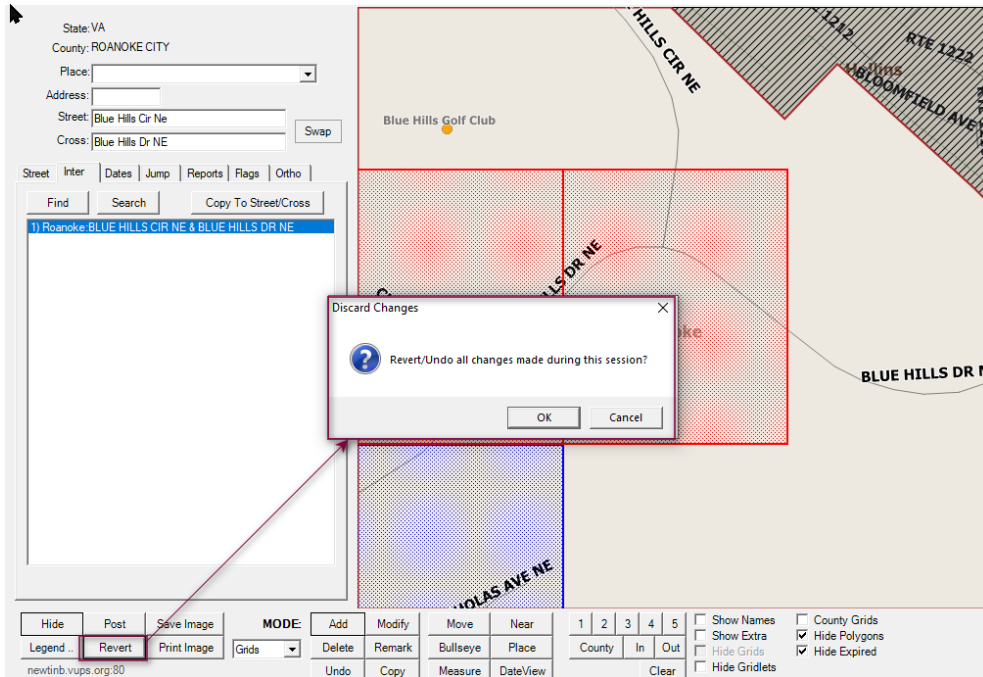 State: VA
County: ROANOKE CITY
Place:
Address:
Street: Blue Hills Cir Ne
Cross: Blue Hills Dr NE
Swap
Street Inter Dates Jump Reports Flags Ortho
Find Search Copy To Street/Cross
1) Roanoke:BLUE HILLS CIR NE & BLUE HILLS DR NE
HILLS CIR NE
1212
RTE 1222
BLOOMFIELD AVE
Blue Hills Golf Club
DR NE
BLUE HILLS DR
AVE NE
Discard Changes
Revert/Undo all changes made during this session?
OK Cancel
Hide Post Save Image MODE: Add Modify Move Near 1 2 3 4 5 Show Names County Grids
Legend .. Revert Print Image Grids Delete Remark Bullseye Place County In Out Show Extra Hide Polygons
Hide Grids Hide Expired
newtinb.vups.org:80 Undo Copy Measure DateView Clear Hide Gridlets